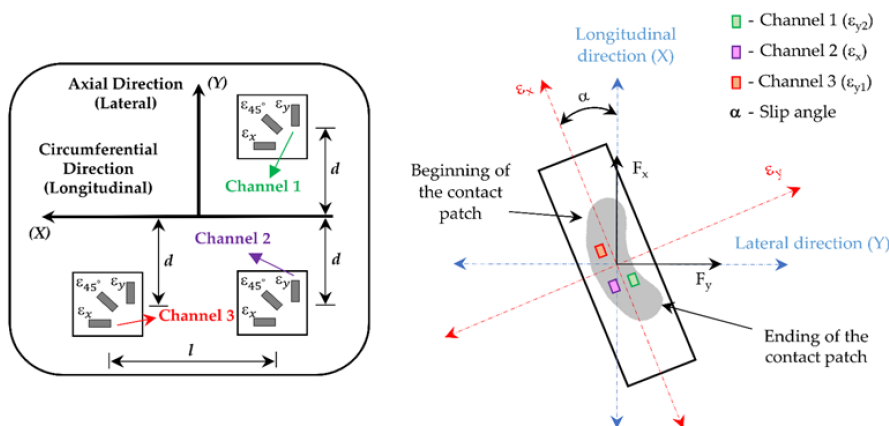 Axial Direction
(Lateral)
(Y)
ε45° εy
εx
d
Channel 1
Circumferential
Direction
(Longitudinal)
(X)
Channel 2
d
d
ε45° εy
εx
Channel 3
ε45° εy
εx
l
Longitudinal
direction (X)
εx
α
Beginning of
the contact
patch
Fx
εy
Lateral direction (Y)
Fy
Ending of the
contact patch
- Channel 1 (εy2)
- Channel 2 (εx)
- Channel 3 (εy1)
α - Slip angle